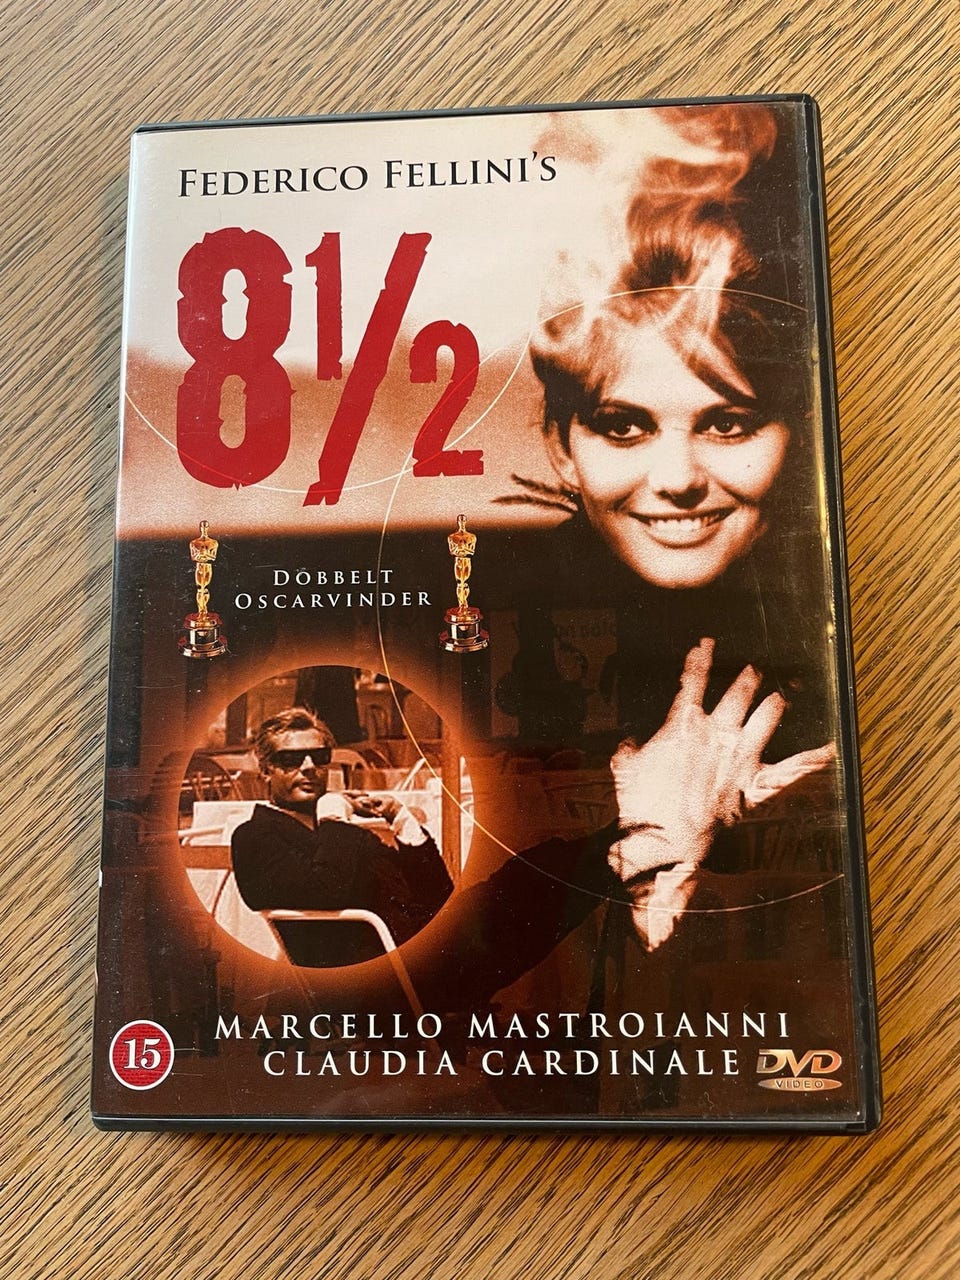 FEDERICO FELLINI'S
8½
DOBBELT
OSCARVINDER
MARCELLO MASTROIANNI
CLAUDIA CARDINALE
15
DVD
VIDEO